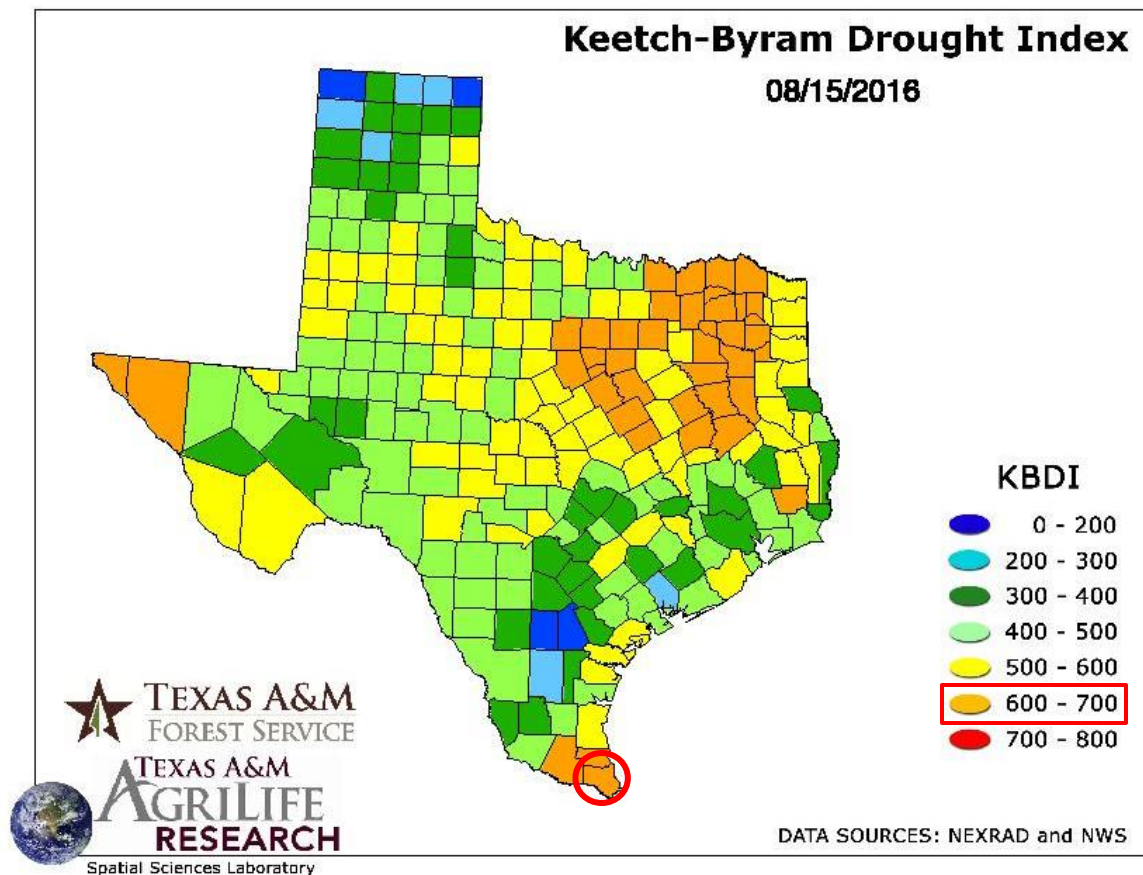 Keetch-Byram Drought Index
08/15/2016
KBDI
0 - 200
200 - 300
300 - 400
400 - 500
500 - 600
600 - 700
700 - 800
TEXAS A&M
FOREST SERVICE
TEXAS A&M
AGRILIFE
RESEARCH
Spatial Sciences Laboratory
DATA SOURCES: NEXRAD and NWS